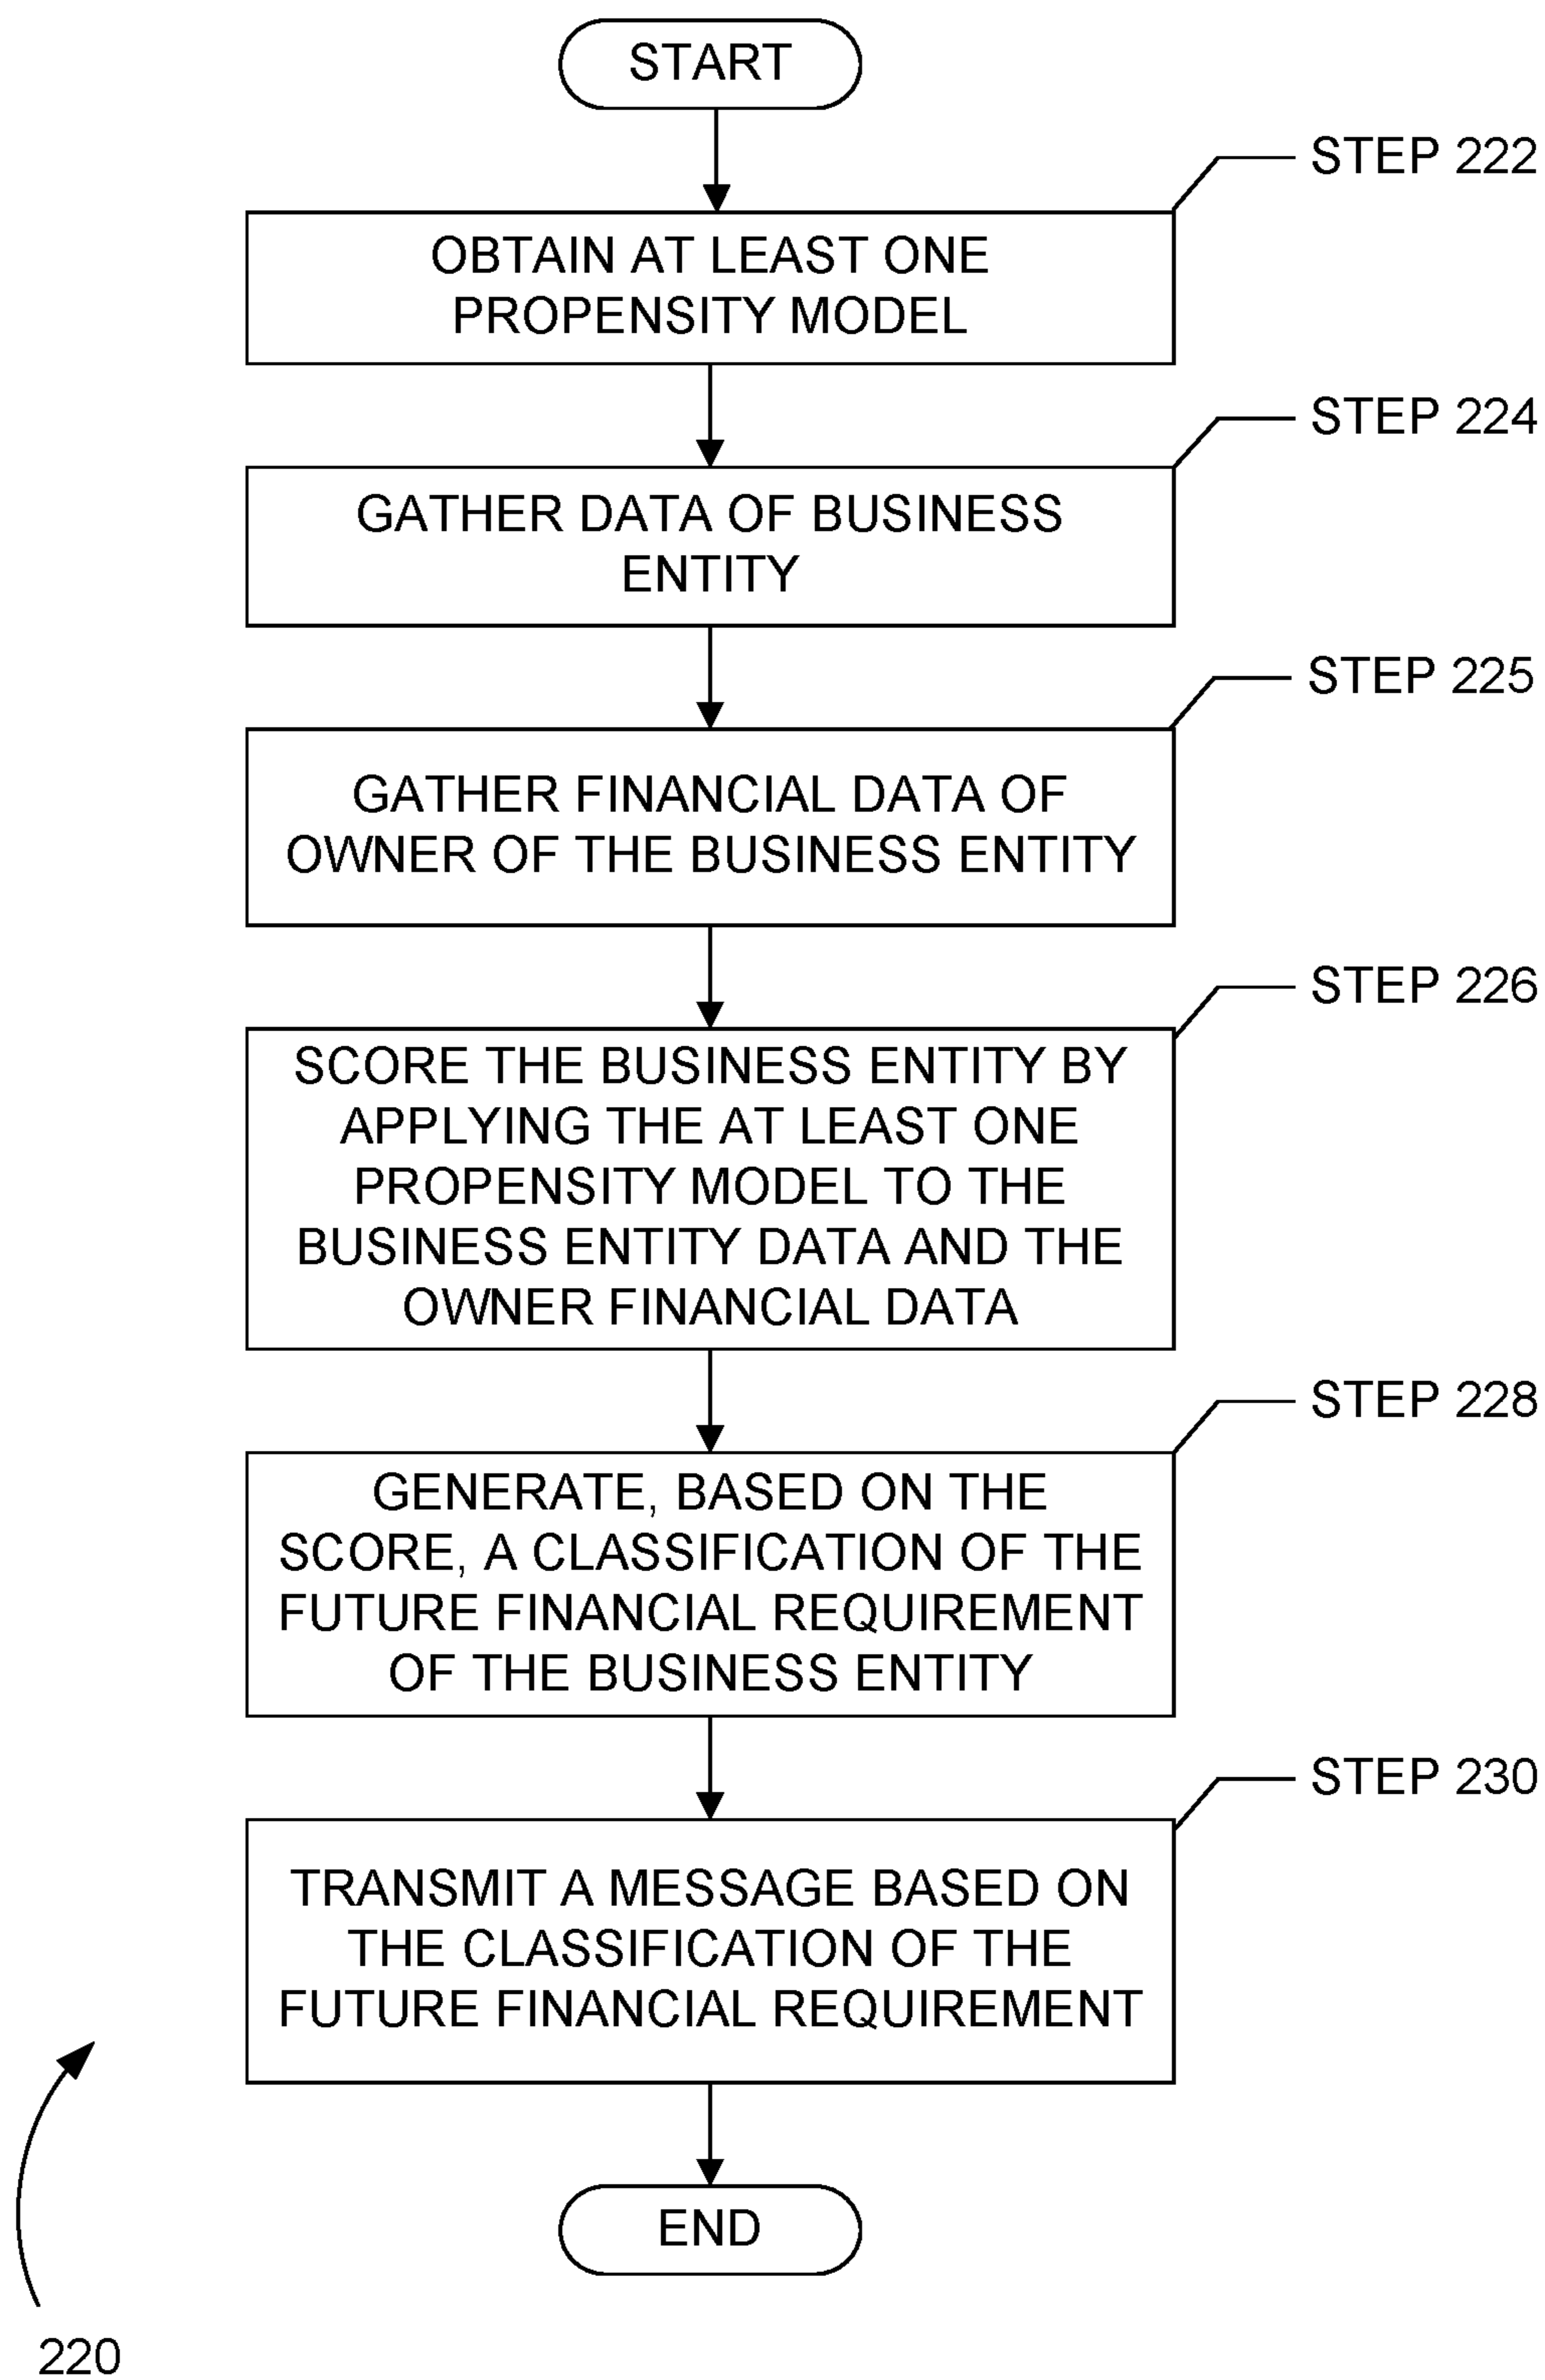 START
STEP 222
OBTAIN AT LEAST ONE
PROPENSITY MODEL
STEP 224
GATHER DATA OF BUSINESS
ENTITY
STEP 225
GATHER FINANCIAL DATA OF
OWNER OF THE BUSINESS ENTITY
STEP 226
SCORE THE BUSINESS ENTITY BY
APPLYING THE AT LEAST ONE
PROPENSITY MODEL TO THE
BUSINESS ENTITY DATA AND THE
OWNER FINANCIAL DATA
STEP 228
GENERATE, BASED ON THE
SCORE, A CLASSIFICATION OF THE
FUTURE FINANCIAL REQUIREMENT
OF THE BUSINESS ENTITY
STEP 230
TRANSMIT A MESSAGE BASED ON
THE CLASSIFICATION OF THE
FUTURE FINANCIAL REQUIREMENT
END
220